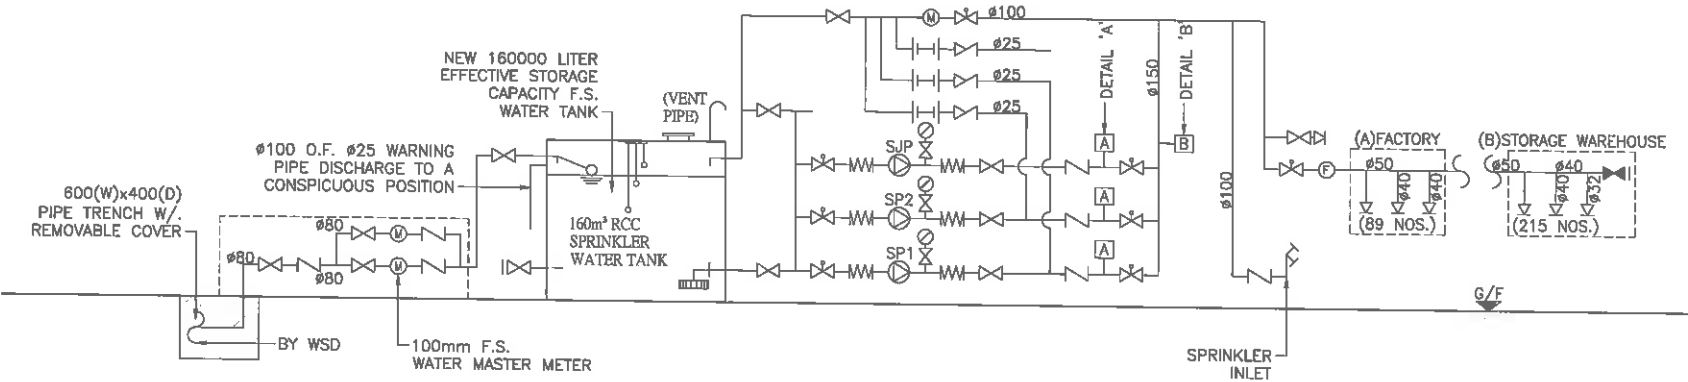 NEW 160000 LITER
EFFECTIVE STORAGE
CAPACITY F.S.
WATER TANK
(VENT
PIPE)
ø100 O.F. ø25 WARNING
PIPE DISCHARGE TO A
CONSPICUOUS POSITION
600(W)x400(D)
PIPE TRENCH W/.
REMOVABLE COVER
ø80
M
ø80
ø80
M
BY WSD
100mm F.S.
WATER MASTER METER
160m³ RCC
SPRINKLER
WATER TANK
M
ø100
ø25
ø25
ø25
DETAIL 'A'
ø150
DETAIL 'B'
SJP
A
B
SP2
A
SP1
A
ø100
F
(A)FACTORY
ø50
ø40
ø40
(89 NOS.)
(B)STORAGE WAREHOUSE
ø50
ø40
ø40
ø32
(215 NOS.)
G/F
SPRINKLER
INLET